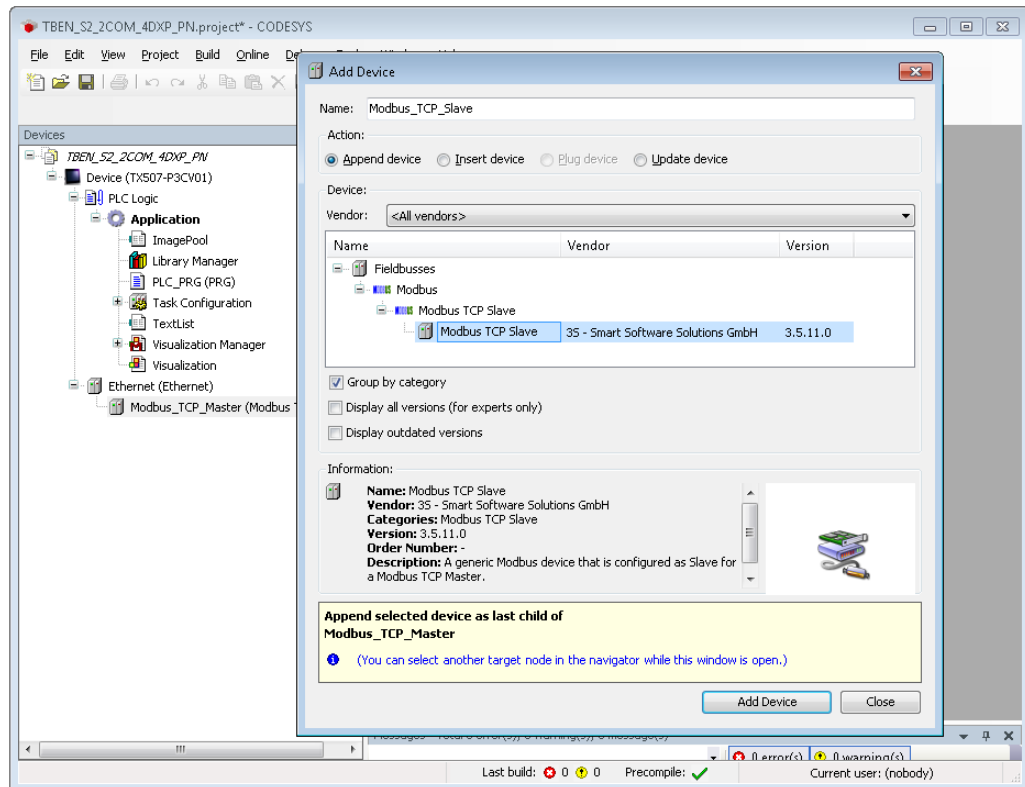 TBEN_S2_2COM_4DXP_PN.project* - CODESYS
File Edit View Project Build Online
Devices
TBEN_S2_2COM_4DXP_PN
Device (TX507-P3CV01)
PLC Logic
Application
ImagePool
Library Manager
PLC_PRG (PRG)
Task Configuration
TextList
Visualization Manager
Visualization
Ethernet (Ethernet)
Modbus_TCP_Master (Modbus
Add Device
Name: Modbus_TCP_Slave
Action:
Append device Insert device Plug device Update device
Device:
Vendor: <All vendors>
Name Vendor Version
Fieldbusses
Modbus
Modbus TCP Slave
Modbus TCP Slave 3S - Smart Software Solutions GmbH 3.5.11.0
Group by category
Display all versions (for experts only)
Display outdated versions
Information:
Name: Modbus TCP Slave
Vendor: 3S - Smart Software Solutions GmbH
Categories: Modbus TCP Slave
Version: 3.5.11.0
Order Number: -
Description: A generic Modbus device that is configured as Slave for
a Modbus TCP Master.
Append selected device as last child of
Modbus_TCP_Master
(You can select another target node in the navigator while this window is open.)
Add Device Close
0 error(s) 0 warning(s)
Last build: 0 0 Precompile: Current user: (nobody)